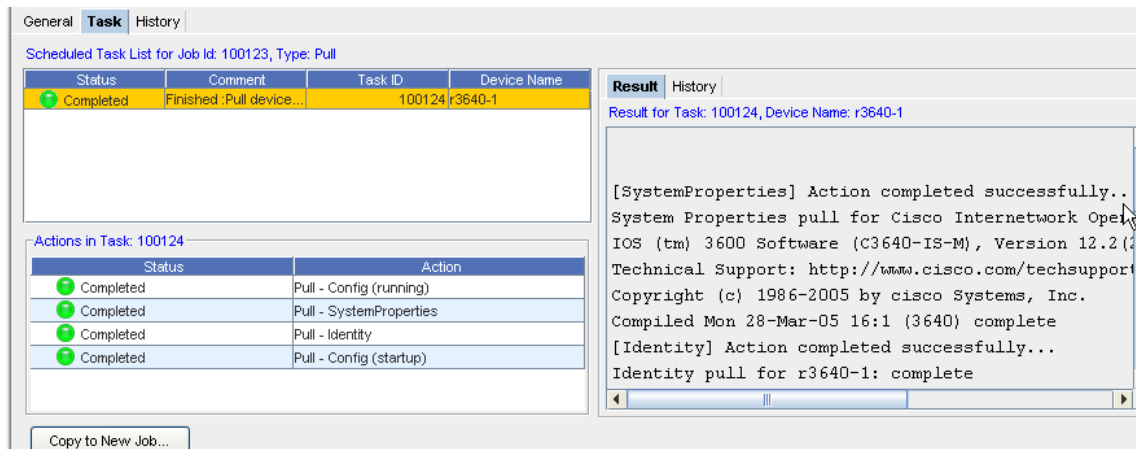 General Task History
Scheduled Task List for Job Id: 100123, Type: Pull
Status Comment Task ID Device Name
Completed Finished :Pull device... 100124 r3640-1
Actions in Task: 100124
Status Action
Completed Pull - Config (running)
Completed Pull - SystemProperties
Completed Pull - Identity
Completed Pull - Config (startup)
Copy to New Job...
Result History
Result for Task: 100124, Device Name: r3640-1
[SystemProperties] Action completed successfully..
System Properties pull for Cisco Internetwork Oper
IOS (tm) 3600 Software (C3640-IS-M), Version 12.2(2
Technical Support: http://www.cisco.com/techsupport
Copyright (c) 1986-2005 by cisco Systems, Inc.
Compiled Mon 28-Mar-05 16:1 (3640) complete
[Identity] Action completed successfully...
Identity pull for r3640-1: complete